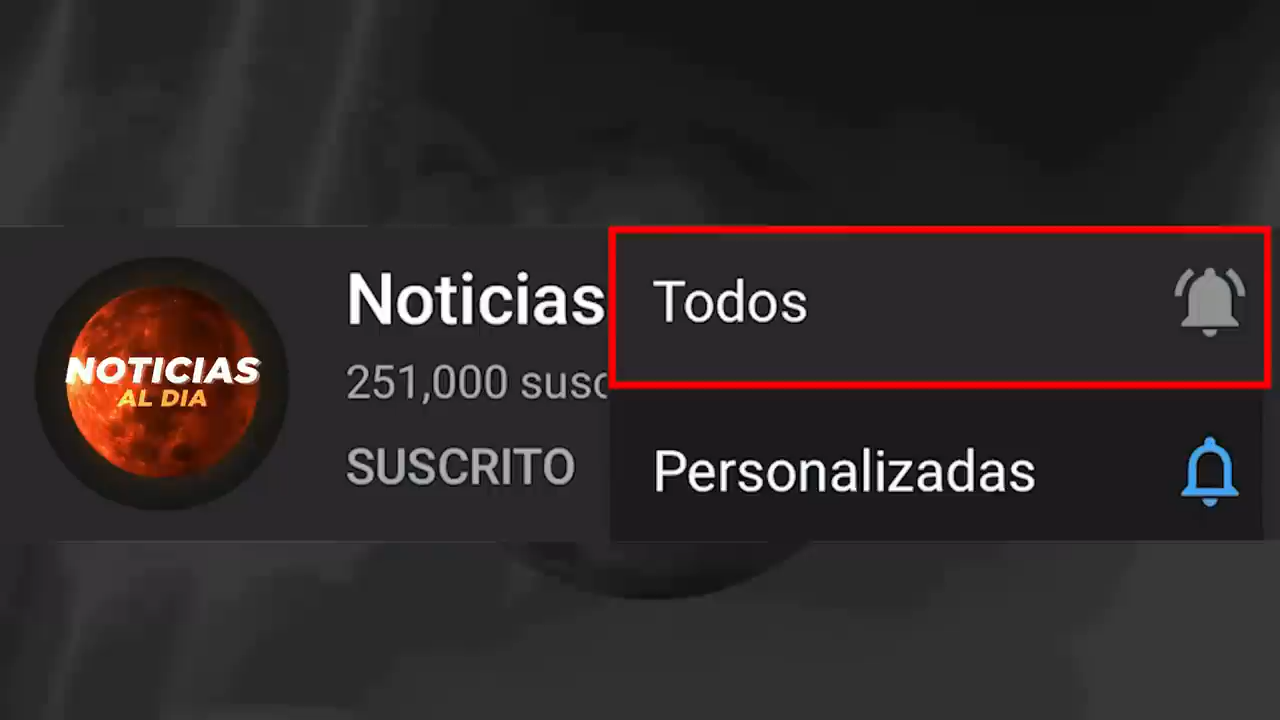 NOTICIAS
AL DIA
Noticias
251,000 susc
SUSCRITO
Todos
Personalizadas